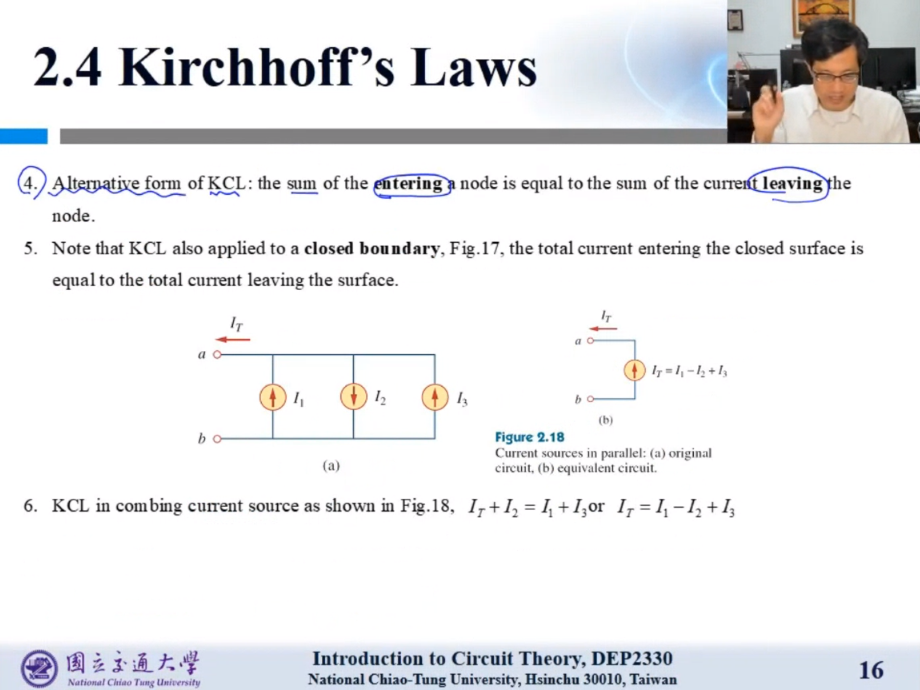 2.4 Kirchhoff's Laws
4. Alternative form of KCL: the sum of the entering a node is equal to the sum of the current leaving the
node.
5. Note that KCL also applied to a closed boundary, Fig.17, the total current entering the closed surface is
equal to the total current leaving the surface.
I_T
a
I_1
I_2
I_3
b
(a)
I_T
a
I_T = I_1 − I_2 + I_3
b
(b)
Figure 2.18
Current sources in parallel: (a) original
circuit, (b) equivalent circuit.
6. KCL in combing current source as shown in Fig.18, I_T + I_2 = I_1 + I_3 or I_T = I_1 − I_2 + I_3
國立交通大學
National Chiao Tung University
Introduction to Circuit Theory, DEP2330
National Chiao-Tung University, Hsinchu 30010, Taiwan
16